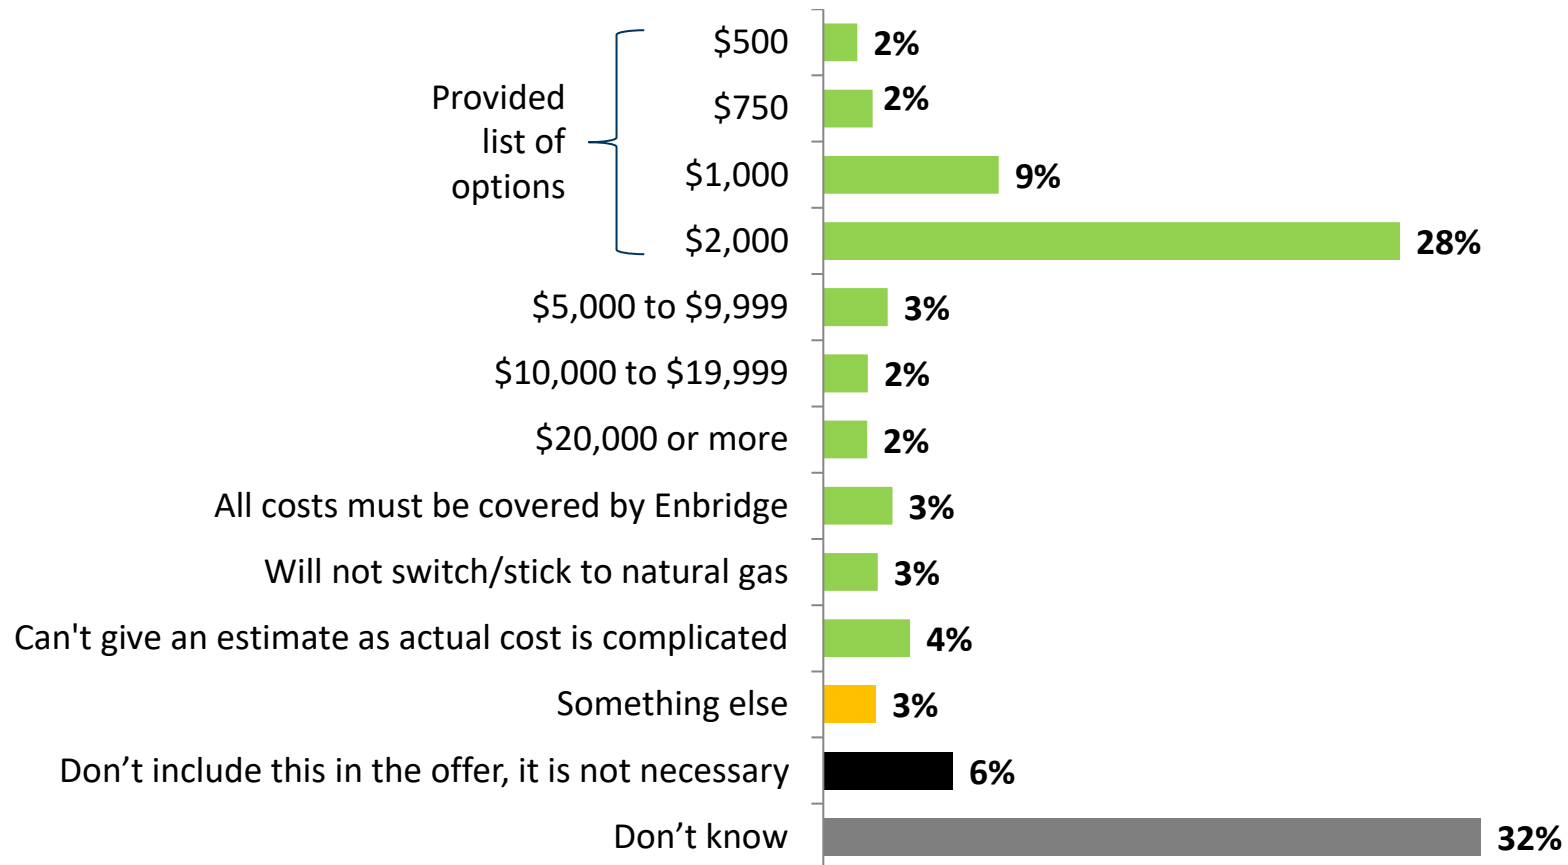 $500 2%
Provided
list of
options
$750 2%
$1,000 9%
$2,000 28%
$5,000 to $9,999 3%
$10,000 to $19,999 2%
$20,000 or more 2%
All costs must be covered by Enbridge 3%
Will not switch/stick to natural gas 3%
Can't give an estimate as actual cost is complicated 4%
Something else 3%
Don’t include this in the offer, it is not necessary 6%
Don’t know 32%